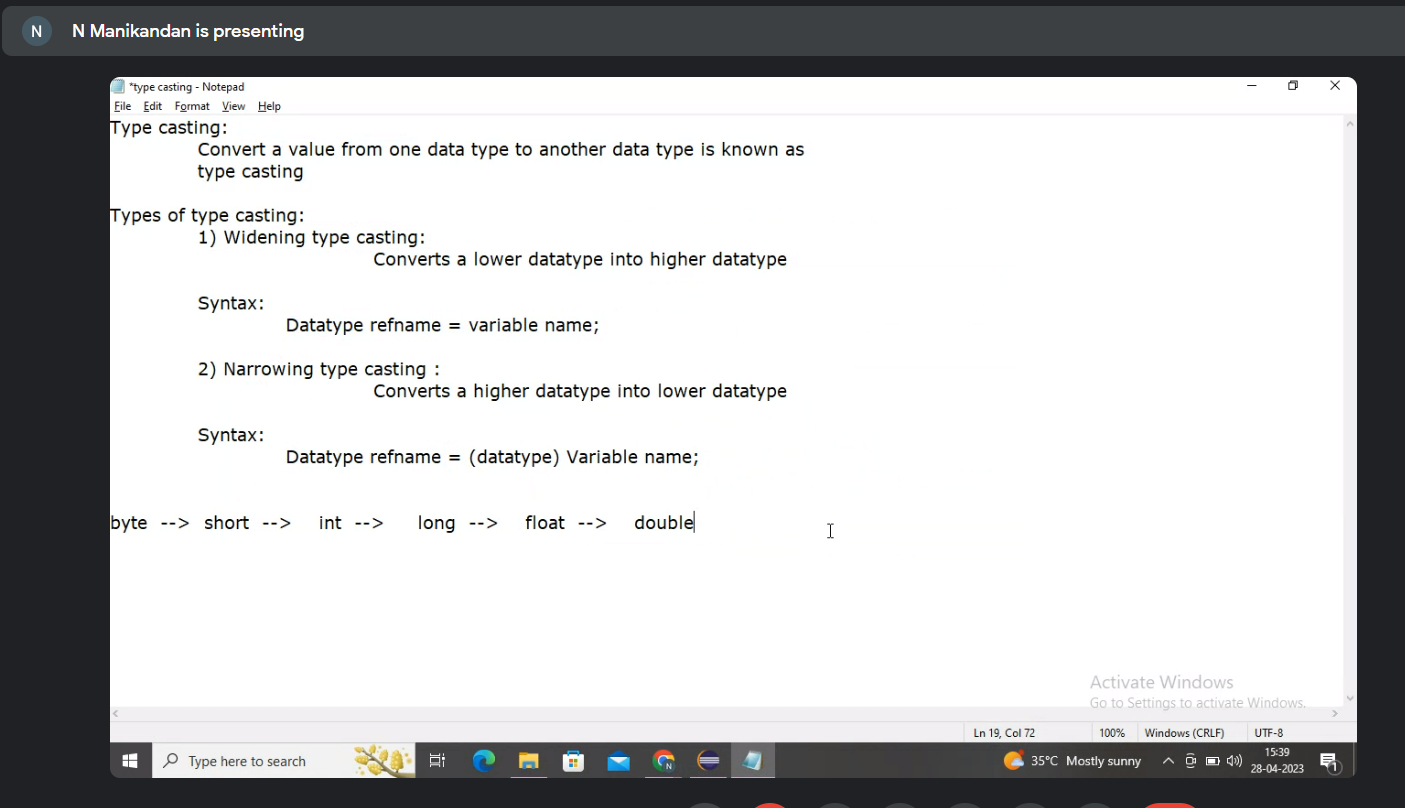 N
N Manikandan is presenting
*type casting - Notepad
File Edit Format View Help
Type casting:
Convert a value from one data type to another data type is known as
type casting
Types of type casting:
1) Widening type casting:
Converts a lower datatype into higher datatype
Syntax:
Datatype refname = variable name;
2) Narrowing type casting :
Converts a higher datatype into lower datatype
Syntax:
Datatype refname = (datatype) Variable name;
byte --> short --> int --> long --> float --> double
Activate Windows
Go to Settings to activate Windows.
Ln 19, Col 72 100% Windows (CRLF) UTF-8
Type here to search
N
35°C Mostly sunny
15:39
28-04-2023
1